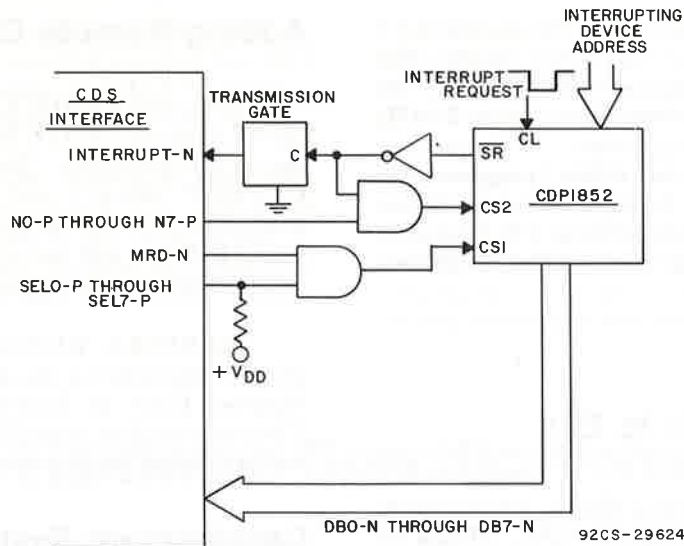 INTERRUPTING
DEVICE
ADDRESS
INTERRUPT
REQUEST
CDS
INTERFACE
TRANSMISSION
GATE
INTERRUPT-N
C
SR
CL
CDP1852
CS2
CS1
NO-P THROUGH N7-P
MRD-N
SELO-P THROUGH
SEL7-P
+VDD
DBO-N THROUGH DB7-N
92CS-29624